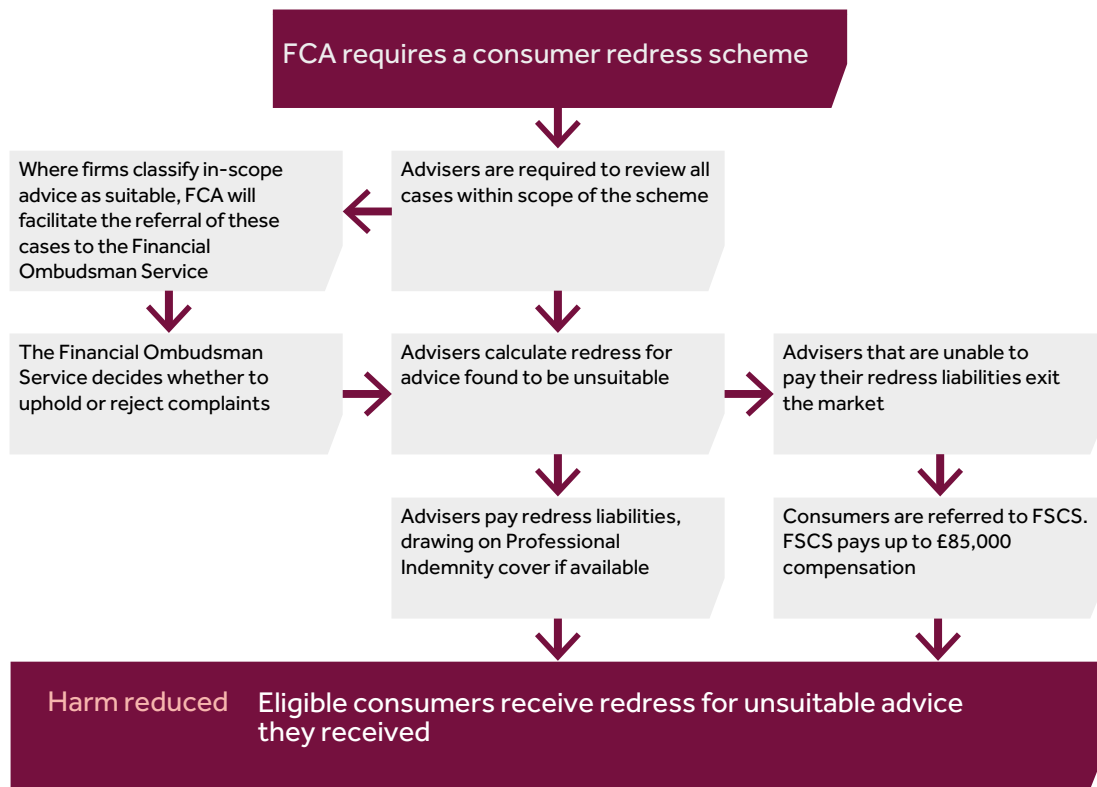 FCA requires a consumer redress scheme
Where firms classify in-scope
advice as suitable, FCA will
facilitate the referral of these
cases to the Financial
Ombudsman Service
Advisers are required to review all
cases within scope of the scheme
The Financial Ombudsman
Service decides whether to
uphold or reject complaints
Advisers calculate redress for
advice found to be unsuitable
Advisers that are unable to
pay their redress liabilities exit
the market
Advisers pay redress liabilities,
drawing on Professional
Indemnity cover if available
Consumers are referred to FSCS.
FSCS pays up to £85,000
compensation
Harm reduced Eligible consumers receive redress for unsuitable advice
they received